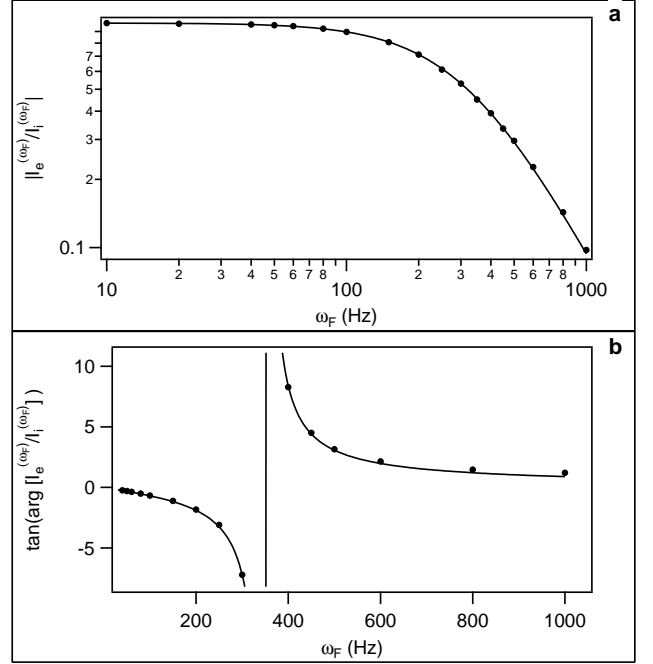 a
|I_e^(ω_F)/I_i^(ω_F)|
7
6
5
4
3
2
0.1
10 2 3 4 5 6 7 8 100 2 3 4 5 6 7 8 1000
ω_F (Hz)
b
tan(arg [I_e^(ω_F)/I_i^(ω_F)] )
10
5
0
-5
200 400 600 800 1000
ω_F (Hz)